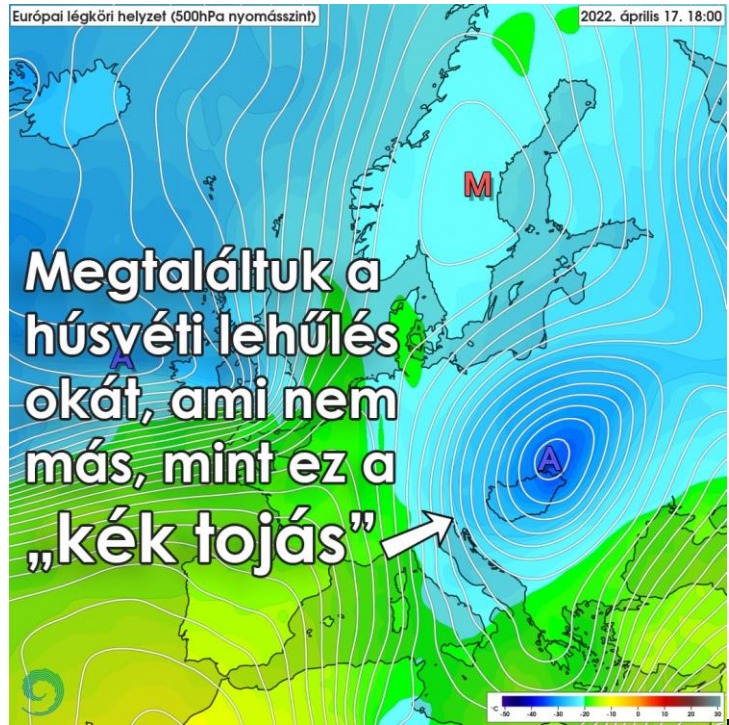 Európai légköri helyzet (500hPa nyomásszint)
2022. április 17. 18:00
M
Megtaláltuk a
húsvéti lehűlés
A
okát, ami nem
más, mint ez a
A
„kék tojás”
°C
-50 -40 -30 -20 -10 0 10 20 30